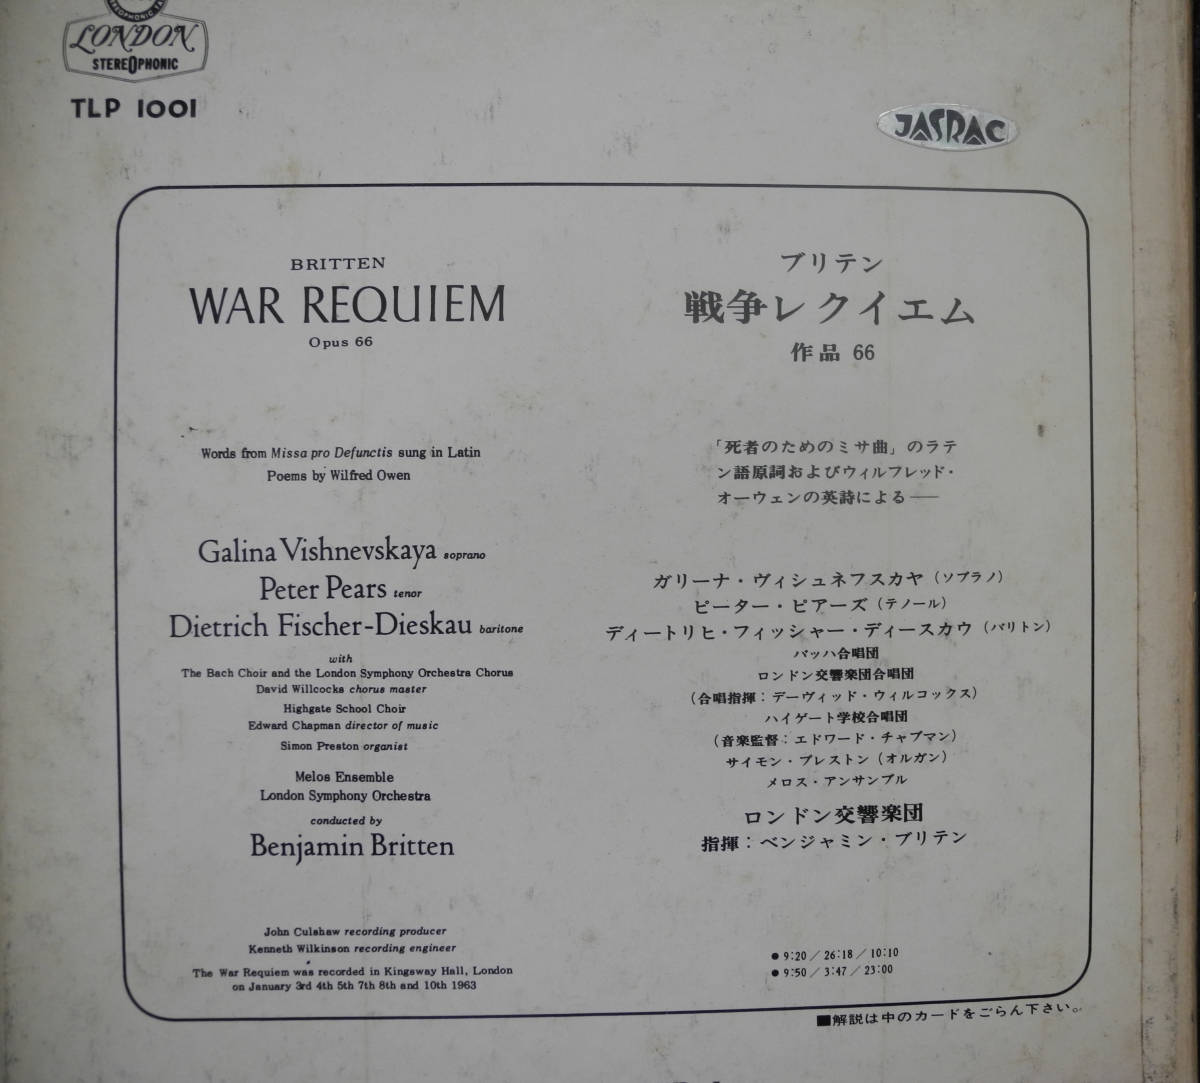 LONDON
STEREOPHONIC
TLP 1001
JASRAC
BRITTEN
WAR REQUIEM
Opus 66
Words from Missa pro Defunctis sung in Latin
Poems by Wilfred Owen
Galina Vishnevskaya soprano
Peter Pears tenor
Dietrich Fischer-Dieskau baritone
with
The Bach Choir and the London Symphony Orchestra Chorus
David Willcocks chorus master
Highgate School Choir
Edward Chapman director of music
Simon Preston organist
Melos Ensemble
London Symphony Orchestra
conducted by
Benjamin Britten
John Culshaw recording producer
Kenneth Wilkinson recording engineer
The War Requiem was recorded in Kingsway Hall, London
on January 3rd 4th 5th 7th 8th and 10th 1963
ブリテン
戦争レクイエム
作品 66
「死者のためのミサ曲」のラテ
ン語原詞およびウィルフレッド・
オーウェンの英詩による──
ガリーナ・ヴィシュネフスカヤ(ソプラノ)
ピーター・ピアーズ(テノール)
ディートリヒ・フィッシャー・ディースカウ(バリトン)
バッハ合唱団
ロンドン交響楽団合唱団
(合唱指揮:デーヴィッド・ウィルコックス)
ハイゲート学校合唱団
(音楽監督:エドワード・チャプマン)
サイモン・プレストン(オルガン)
メロス・アンサンブル
ロンドン交響楽団
指揮:ベンジャミン・ブリテン
● 9:20 / 26:18 / 10:10
● 9:50 / 3:47 / 23:00
■解説は中のカードをごらん下さい。